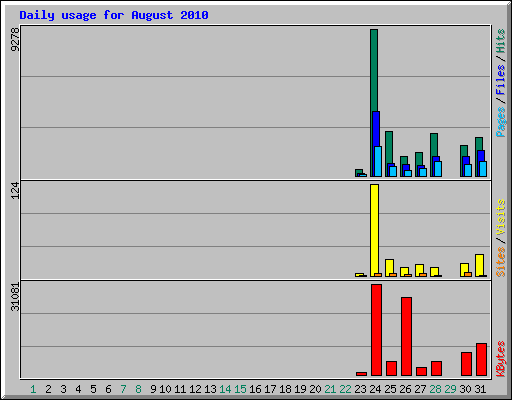 Daily usage for August 2010
9278
Pages / Files / Hits
124
Sites / Visits
31081
KBytes
1 2 3 4 5 6 7 8 9 10 11 12 13 14 15 16 17 18 19 20 21 22 23 24 25 26 27 28 29 30 31